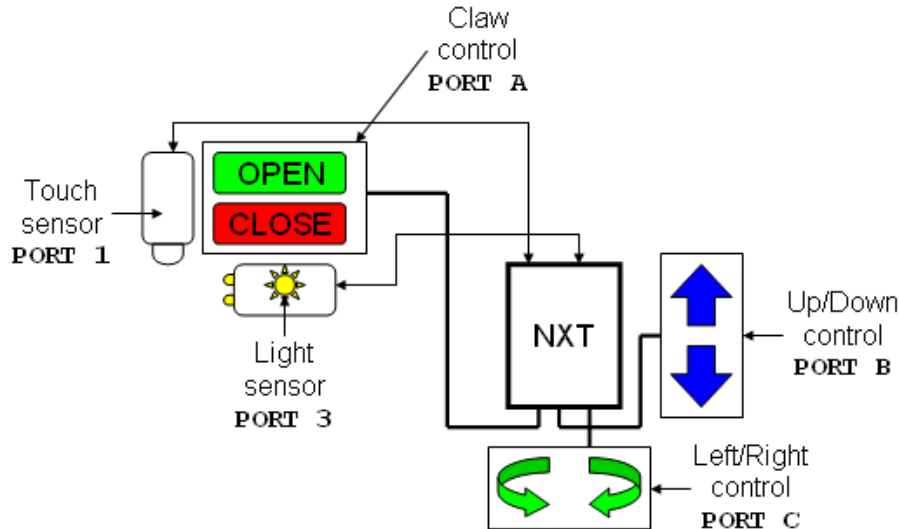 Claw
control
PORT A
OPEN
CLOSE
Touch
sensor
PORT 1
Light
sensor
PORT 3
NXT
Up/Down
control
PORT B
Left/Right
control
PORT C